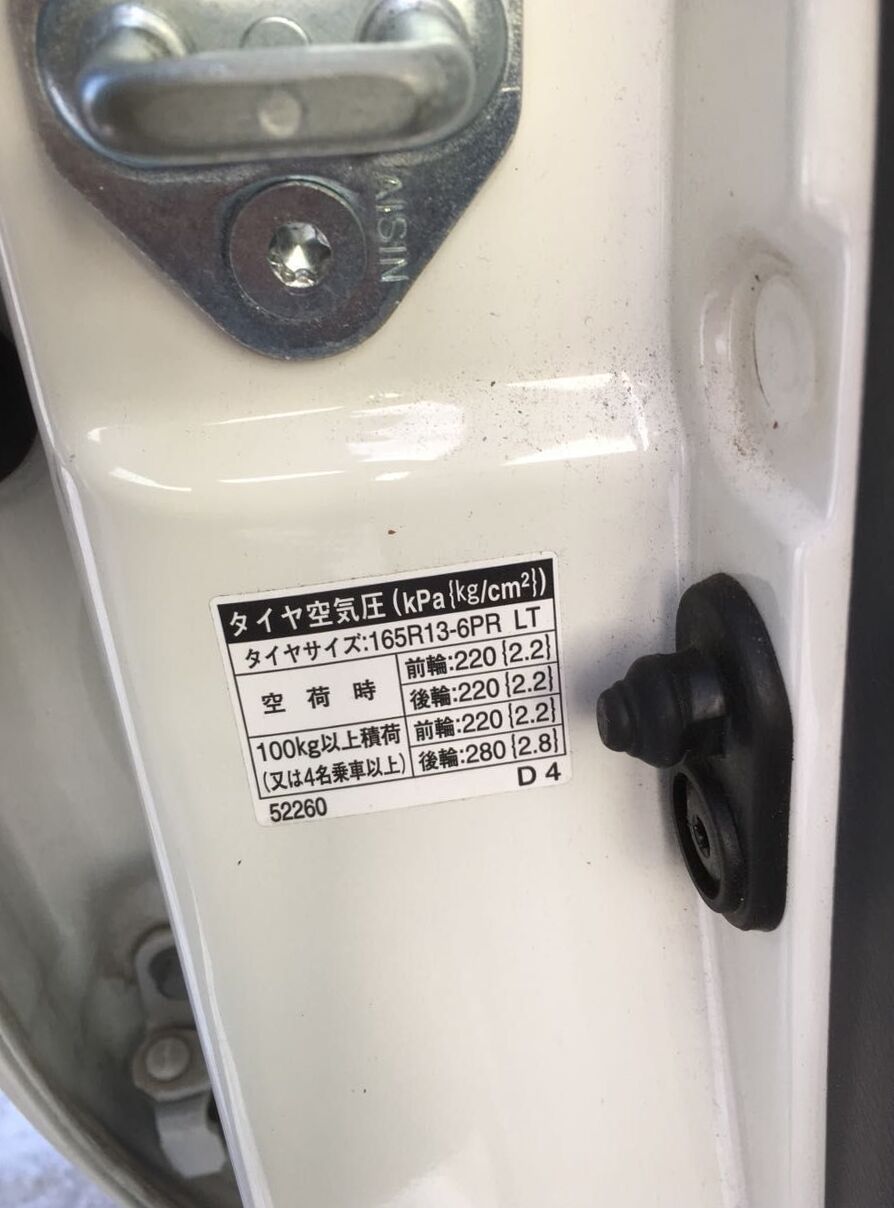 AISIN
タイヤ空気圧(kPa{kg/cm²})
タイヤサイズ:165R13-6PR LT
空荷時
前輪:220{2.2}
後輪:220{2.2}
100kg以上積荷
(又は4名乗車以上)
前輪:220{2.2}
後輪:280{2.8}
52260
D4